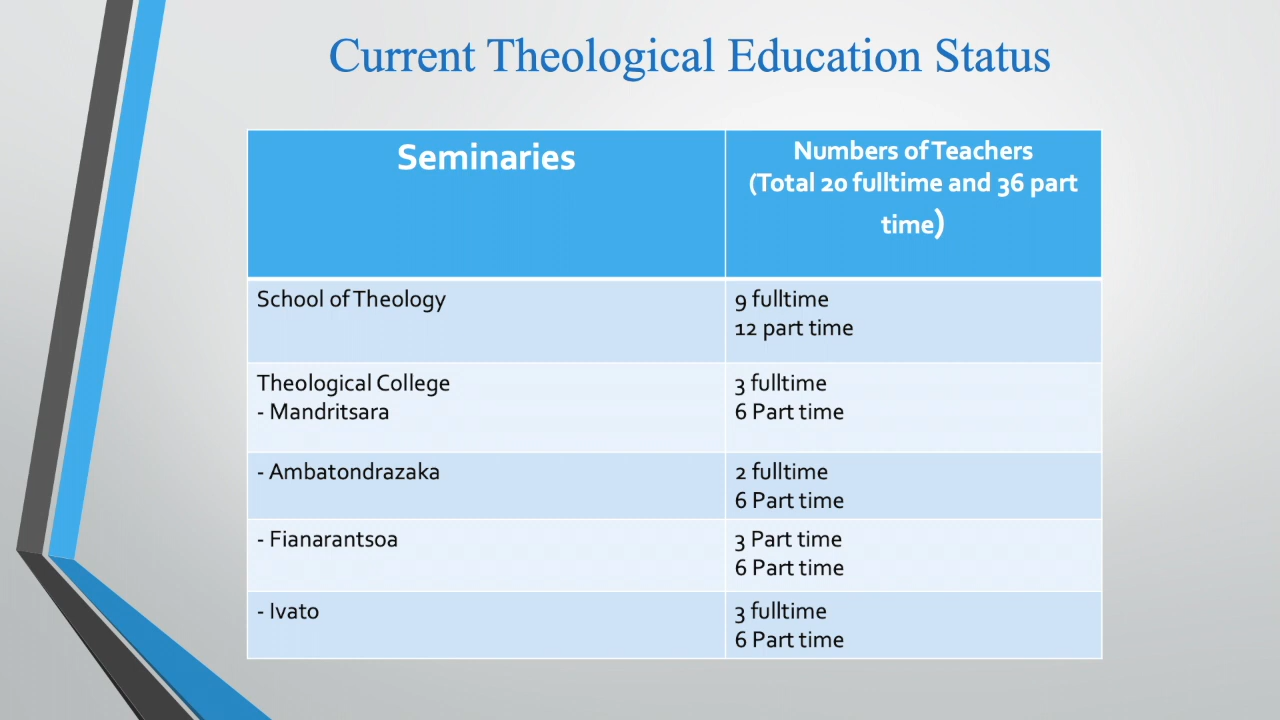 Current Theological Education Status
Seminaries
Numbers of Teachers
(Total 20 fulltime and 36 part
time)
School of Theology
9 fulltime
12 part time
Theological College
- Mandritsara
3 fulltime
6 Part time
- Ambatondrazaka
2 fulltime
6 Part time
- Fianarantsoa
3 Part time
6 Part time
- Ivato
3 fulltime
6 Part time